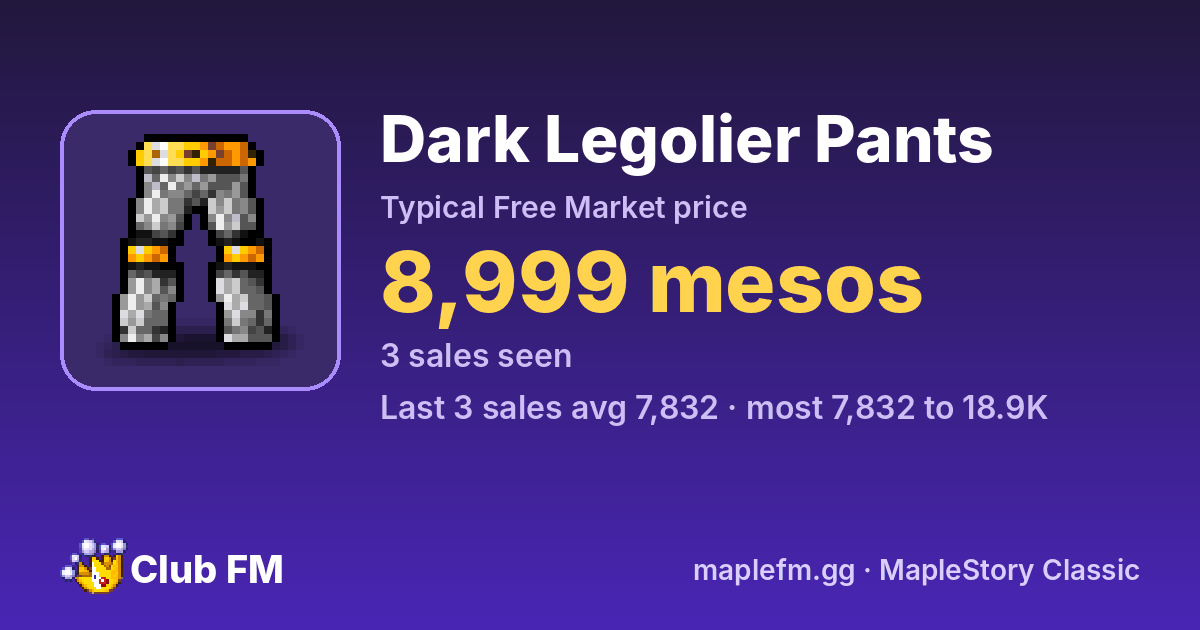 Dark Legolier Pants
Typical Free Market price
8,999 mesos
3 sales seen
Last 3 sales avg 7,832 · most 7,832 to 18.9K
Club FM
maplefm.gg · MapleStory Classic